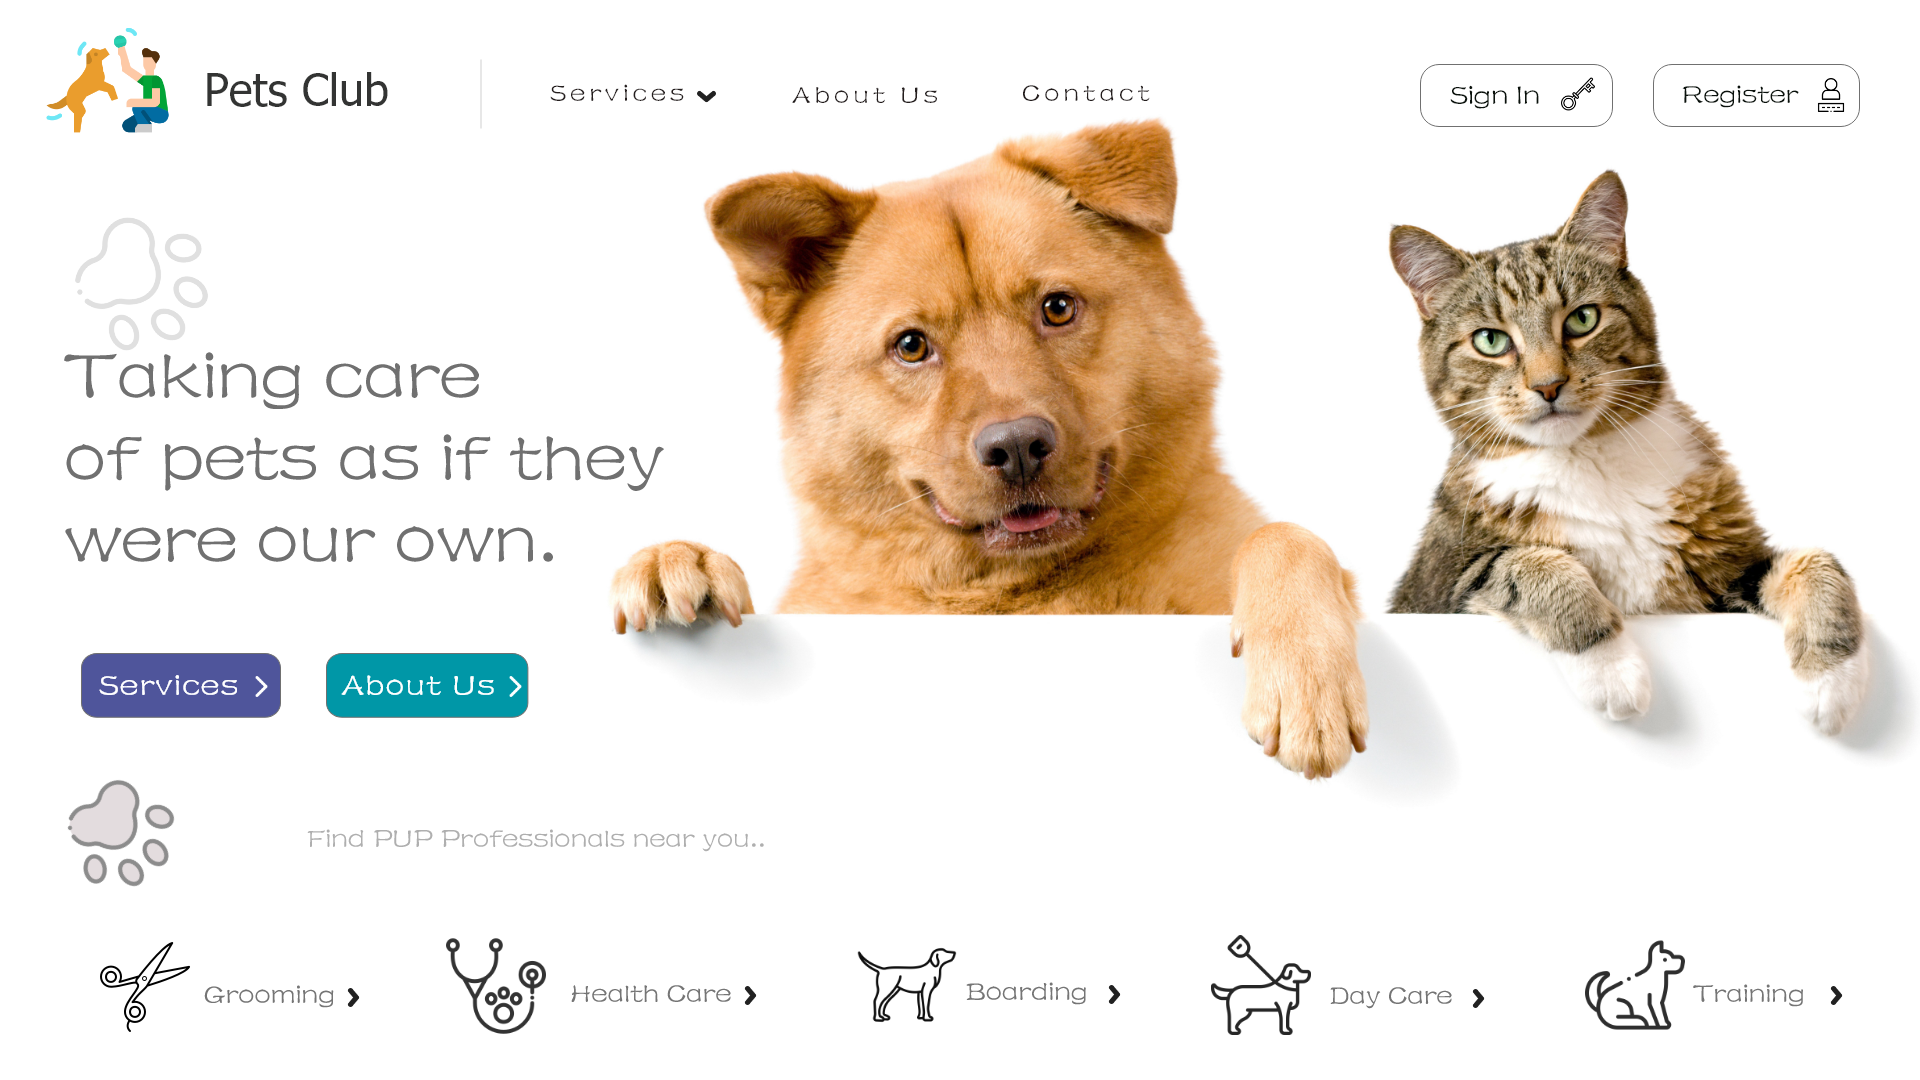 Pets Club
Services
About Us
Contact
Sign In
Register
Taking care
of pets as if they
were our own.
Services
About Us
Find PUP Professionals near you..
Grooming
Health Care
Boarding
Day Care
Training